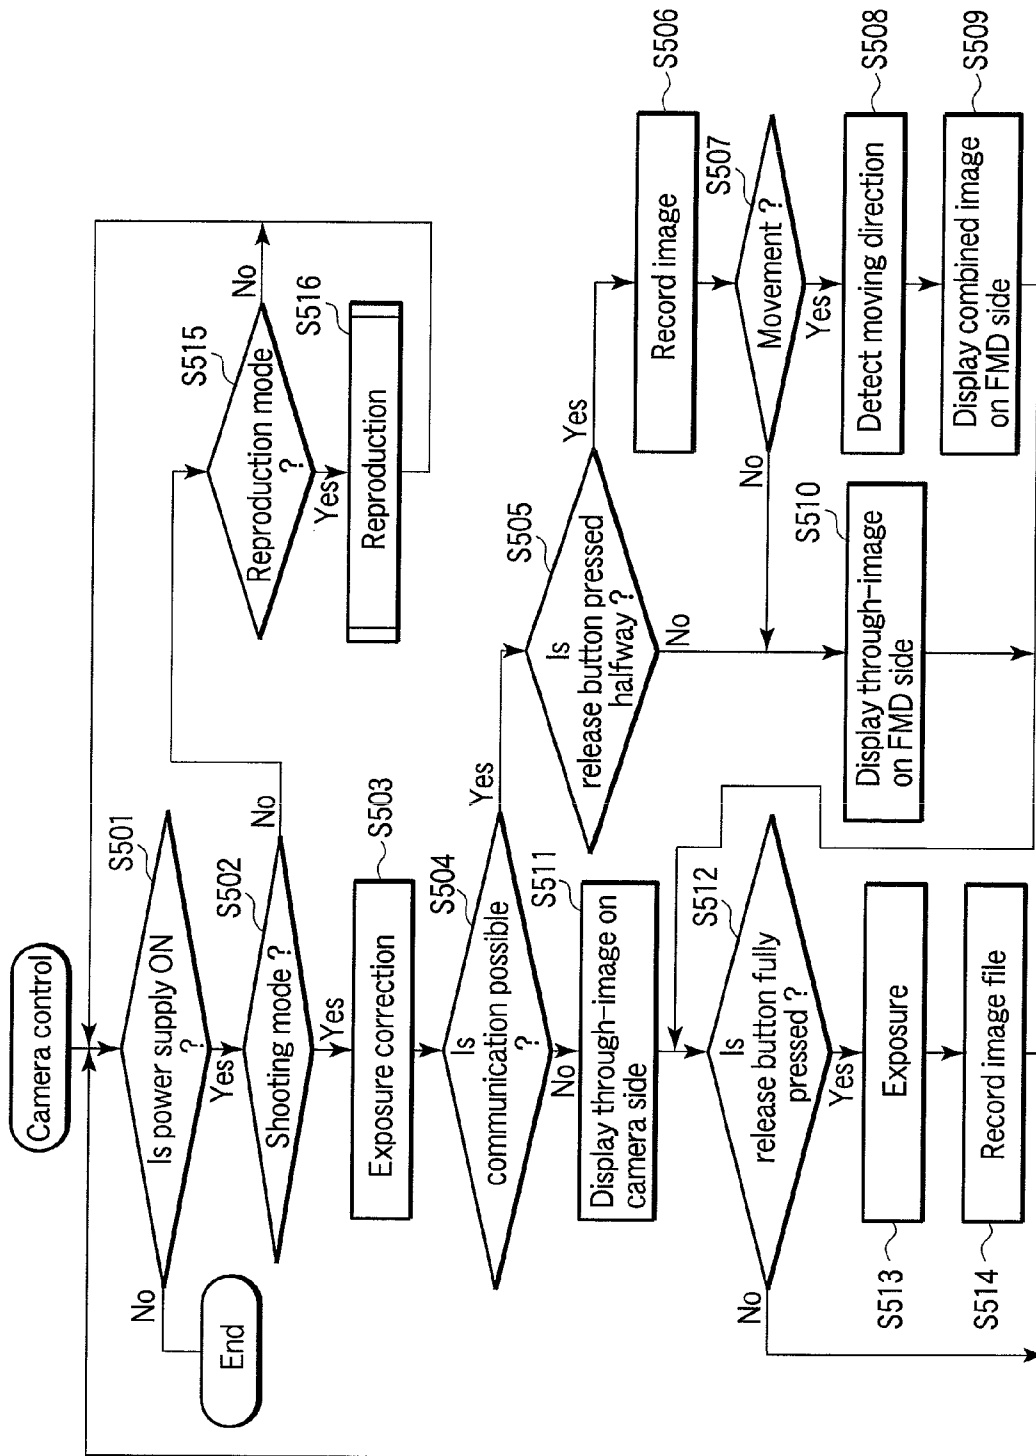 Camera control
S501
Is power supply ON
?
No
End
Yes
S502
Shooting mode ?
No
Yes
S503
Exposure correction
S504
Is
communication possible
?
Yes
No
S511
Display through-image on
camera side
S512
Is
release button fully
pressed ?
No
Yes
S513
Exposure
S514
Record image file
S515
Reproduction mode
?
No
Yes
S516
Reproduction
S505
Is
release button pressed
halfway ?
Yes
No
S506
Record image
S507
Movement ?
No
Yes
S508
Detect moving direction
S509
Display combined image
on FMD side
S510
Display through-image
on FMD side